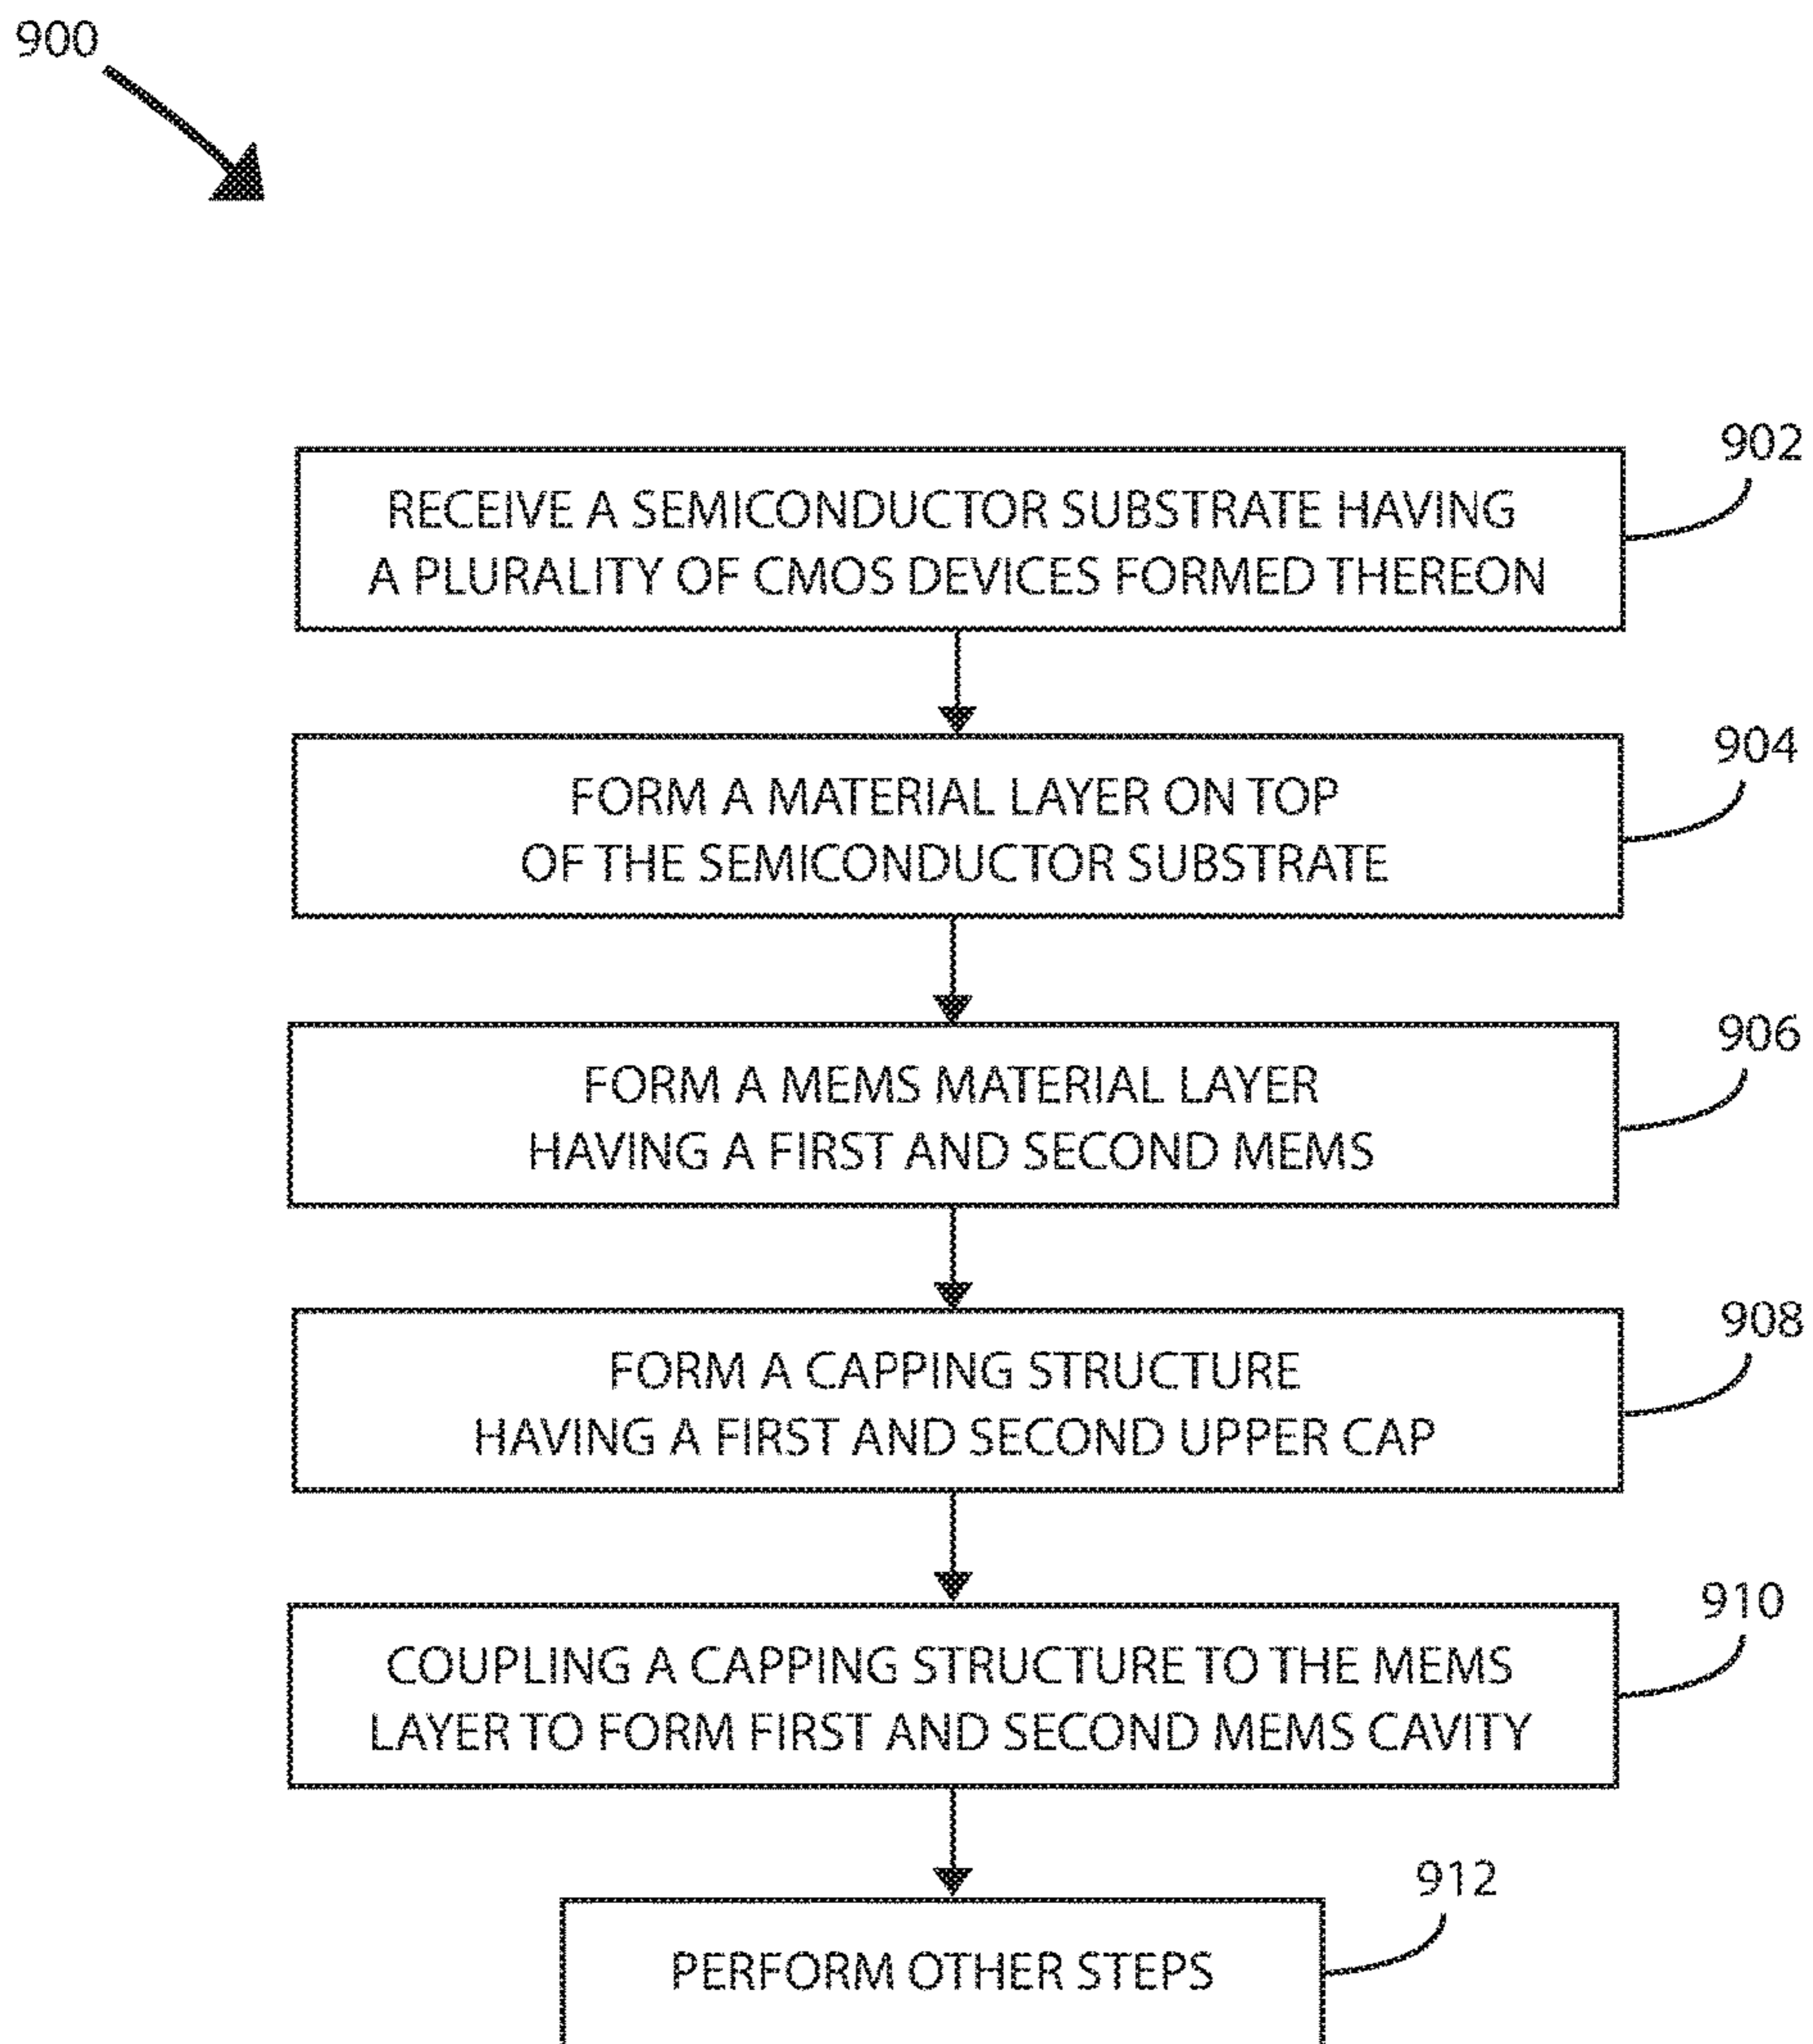 900
902
RECEIVE A SEMICONDUCTOR SUBSTRATE HAVING
A PLURALITY OF CMOS DEVICES FORMED THEREON
904
FORM A MATERIAL LAYER ON TOP
OF THE SEMICONDUCTOR SUBSTRATE
906
FORM A MEMS MATERIAL LAYER
HAVING A FIRST AND SECOND MEMS
908
FORM A CAPPING STRUCTURE
HAVING A FIRST AND SECOND UPPER CAP
910
COUPLING A CAPPING STRUCTURE TO THE MEMS
LAYER TO FORM FIRST AND SECOND MEMS CAVITY
912
PERFORM OTHER STEPS